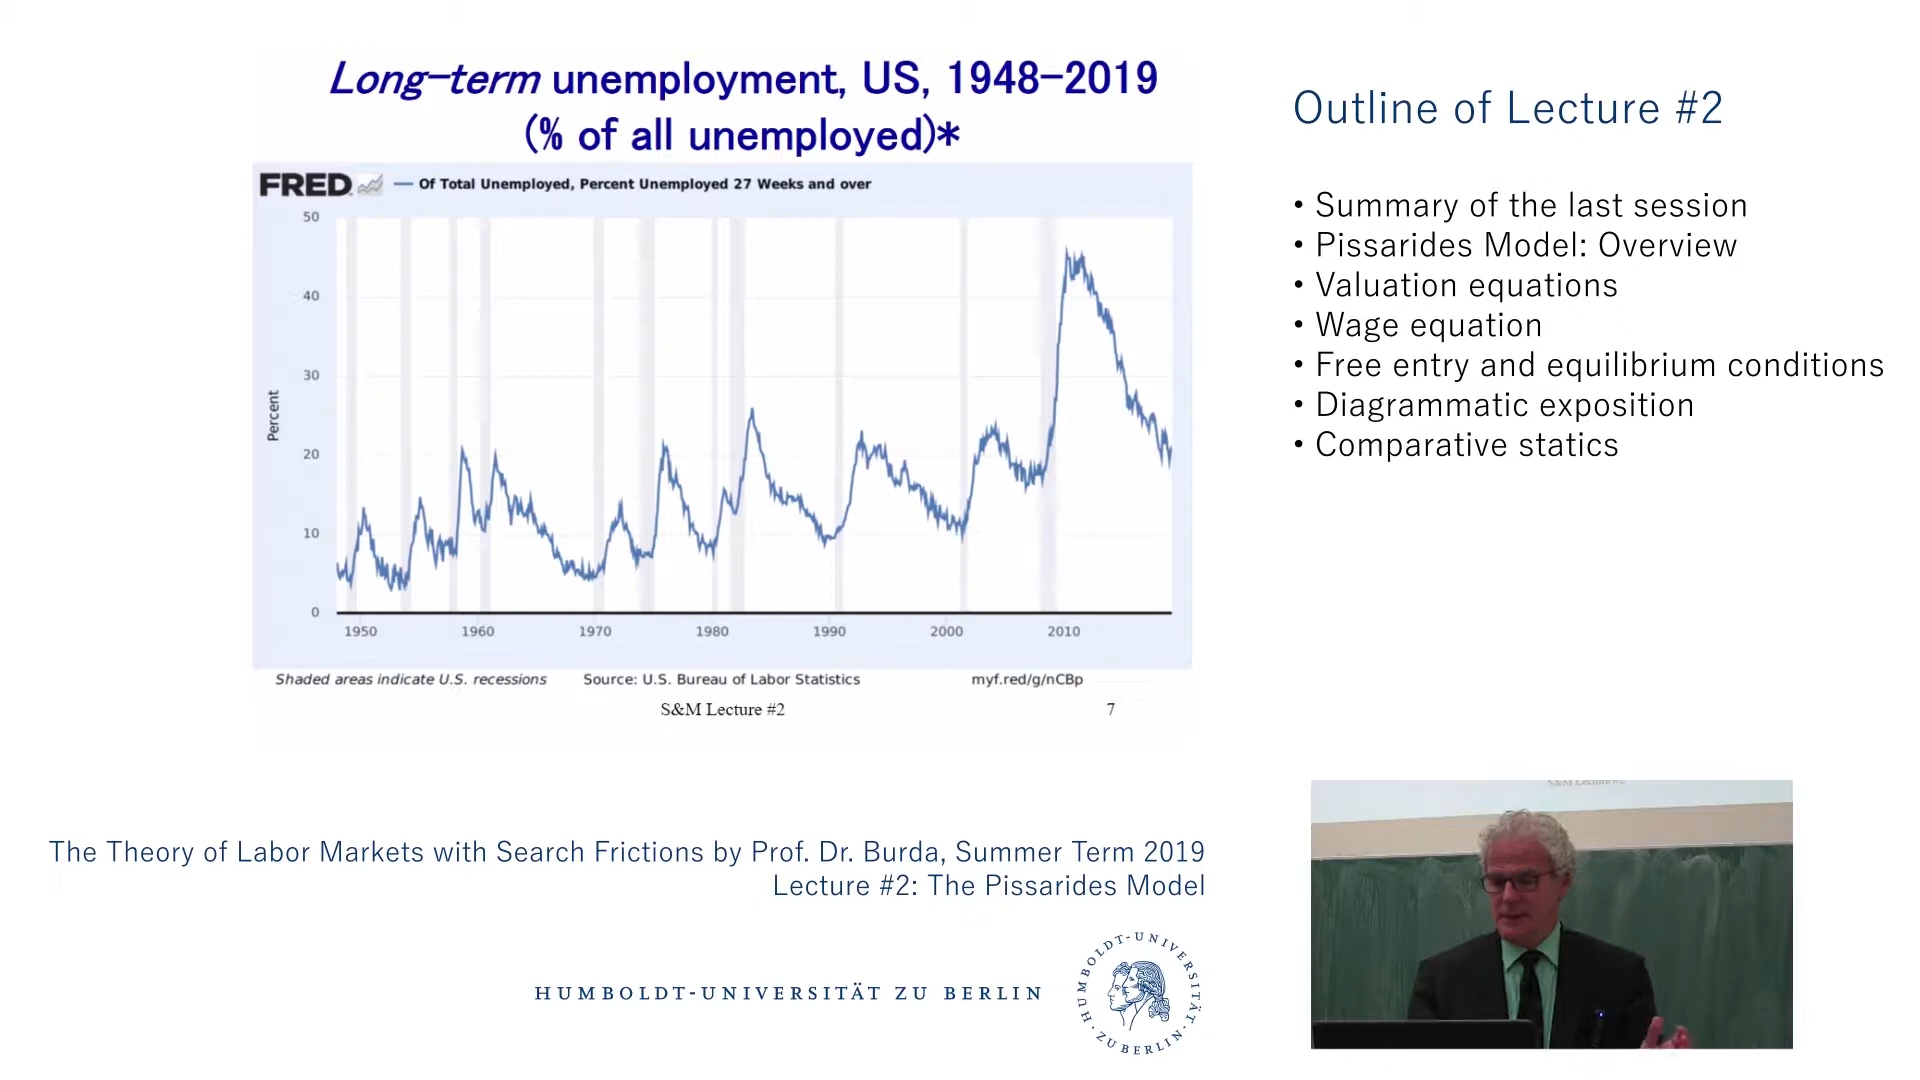 Long-term unemployment, US, 1948-2019
(% of all unemployed)*
FRED
Of Total Unemployed, Percent Unemployed 27 Weeks and over
50
40
30
20
10
0
Percent
1950 1960 1970 1980 1990 2000 2010
Shaded areas indicate U.S. recessions Source: U.S. Bureau of Labor Statistics myf.red/g/nCBp
S&M Lecture #2 7
Outline of Lecture #2
• Summary of the last session
• Pissarides Model: Overview
• Valuation equations
• Wage equation
• Free entry and equilibrium conditions
• Diagrammatic exposition
• Comparative statics
The Theory of Labor Markets with Search Frictions by Prof. Dr. Burda, Summer Term 2019
Lecture #2: The Pissarides Model
HUMBOLDT-UNIVERSITÄT ZU BERLIN
HUMBOLDT-UNIVERSITÄT · ZU BERLIN ·
S&M Lecture #2